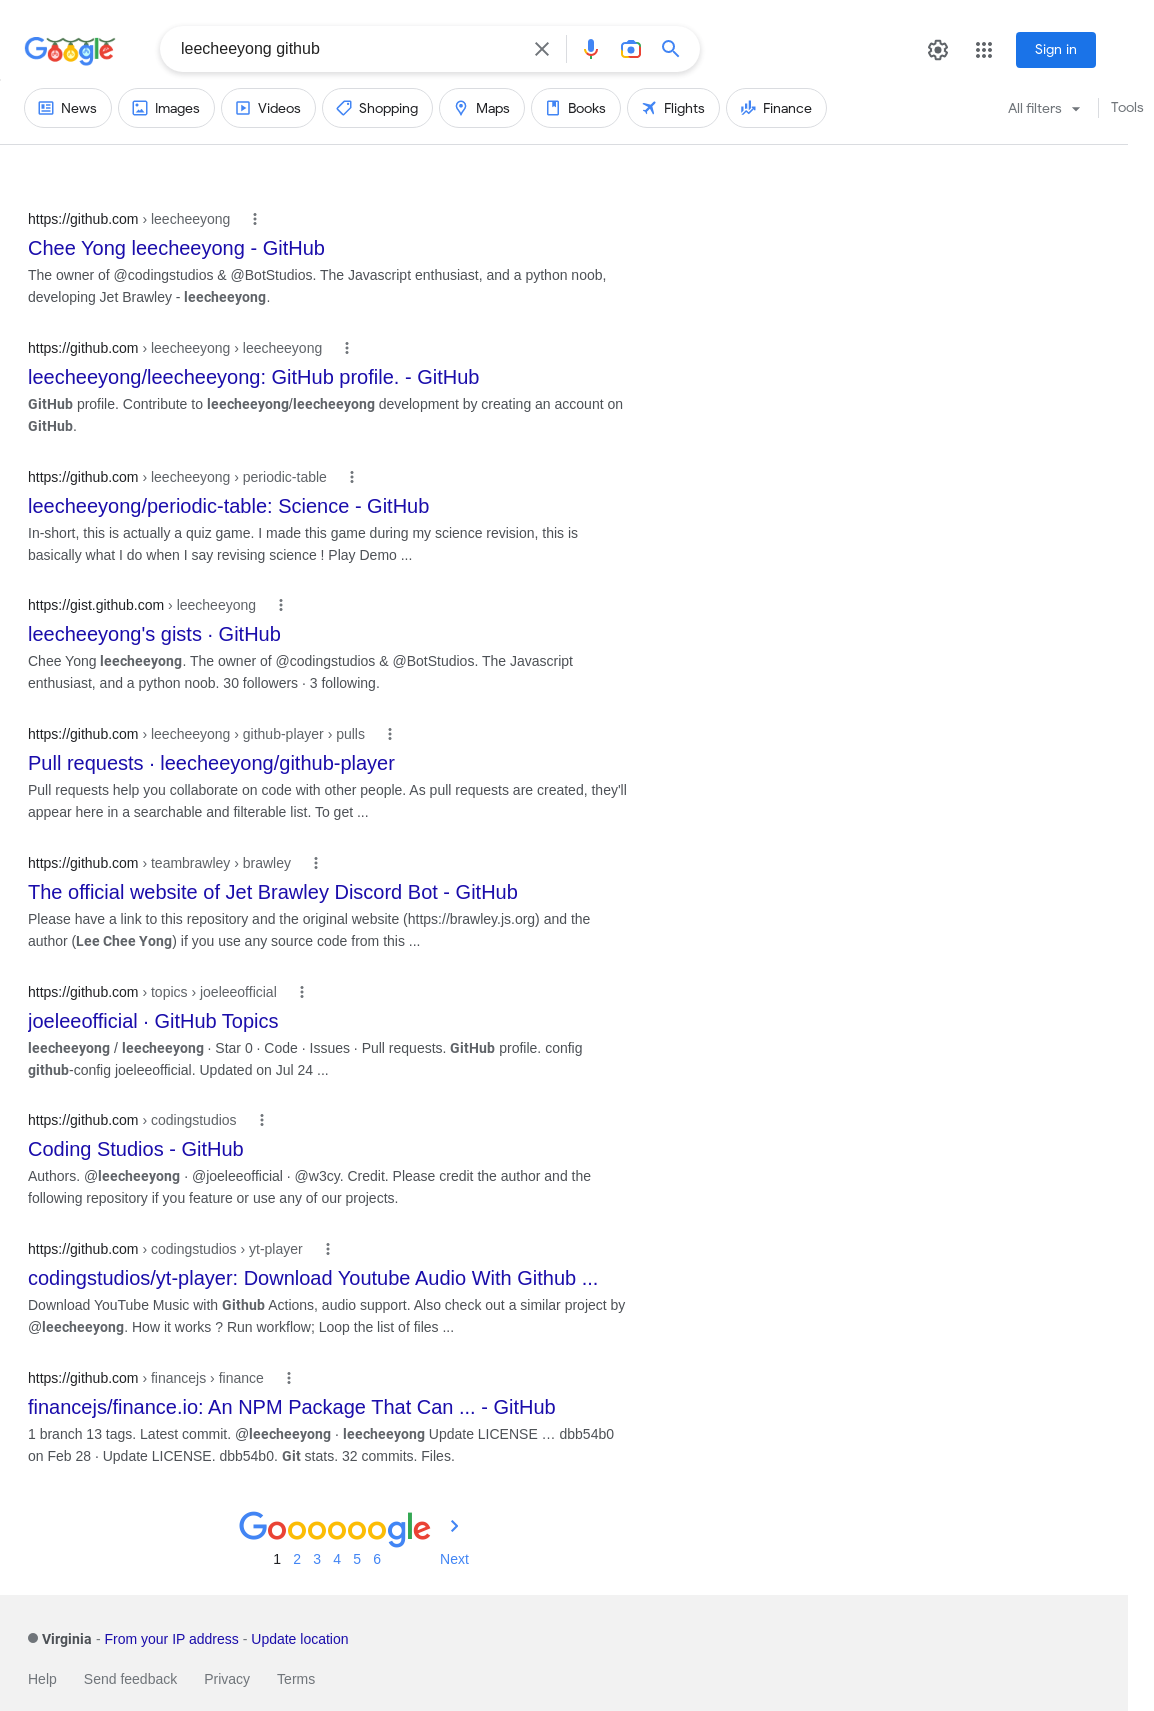 Google
leecheeyong github
Sign in
News Images Videos Shopping Maps Books Flights Finance All filters Tools
https://github.com › leecheeyong
Chee Yong leecheeyong - GitHub
The owner of @codingstudios & @BotStudios. The Javascript enthusiast, and a python noob,
developing Jet Brawley - leecheeyong.
https://github.com › leecheeyong › leecheeyong
leecheeyong/leecheeyong: GitHub profile. - GitHub
GitHub profile. Contribute to leecheeyong/leecheeyong development by creating an account on
GitHub.
https://github.com › leecheeyong › periodic-table
leecheeyong/periodic-table: Science - GitHub
In-short, this is actually a quiz game. I made this game during my science revision, this is
basically what I do when I say revising science ! Play Demo ...
https://gist.github.com › leecheeyong
leecheeyong's gists · GitHub
Chee Yong leecheeyong. The owner of @codingstudios & @BotStudios. The Javascript
enthusiast, and a python noob. 30 followers · 3 following.
https://github.com › leecheeyong › github-player › pulls
Pull requests · leecheeyong/github-player
Pull requests help you collaborate on code with other people. As pull requests are created, they'll
appear here in a searchable and filterable list. To get ...
https://github.com › teambrawley › brawley
The official website of Jet Brawley Discord Bot - GitHub
Please have a link to this repository and the original website (https://brawley.js.org) and the
author (Lee Chee Yong) if you use any source code from this ...
https://github.com › topics › joeleeofficial
joeleeofficial · GitHub Topics
leecheeyong / leecheeyong · Star 0 · Code · Issues · Pull requests. GitHub profile. config
github-config joeleeofficial. Updated on Jul 24 ...
https://github.com › codingstudios
Coding Studios - GitHub
Authors. @leecheeyong · @joeleeofficial · @w3cy. Credit. Please credit the author and the
following repository if you feature or use any of our projects.
https://github.com › codingstudios › yt-player
codingstudios/yt-player: Download Youtube Audio With Github ...
Download YouTube Music with Github Actions, audio support. Also check out a similar project by
@leecheeyong. How it works ? Run workflow; Loop the list of files ...
https://github.com › financejs › finance
financejs/finance.io: An NPM Package That Can ... - GitHub
1 branch 13 tags. Latest commit. @leecheeyong · leecheeyong Update LICENSE … dbb54b0
on Feb 28 · Update LICENSE. dbb54b0. Git stats. 32 commits. Files.
Goooooogle
1 2 3 4 5 6 Next
Virginia - From your IP address - Update location
Help Send feedback Privacy Terms